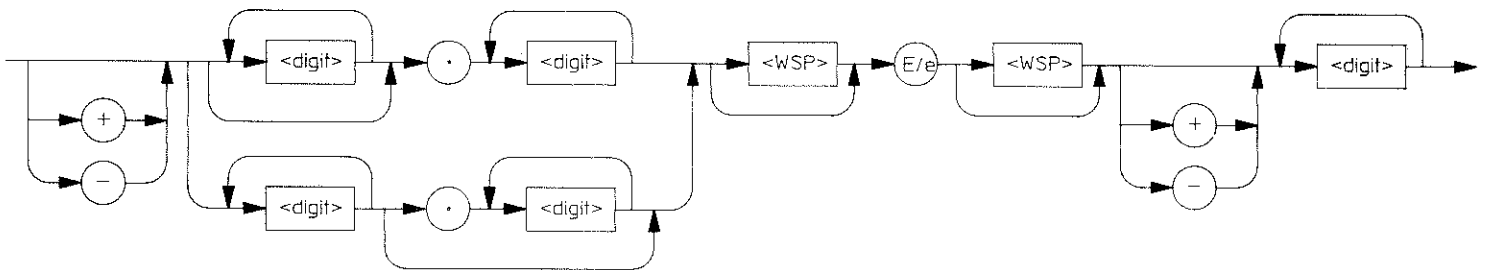 <digit> . <digit> <WSP> E/e <WSP> <digit>
+ +
- -
<digit> . <digit>